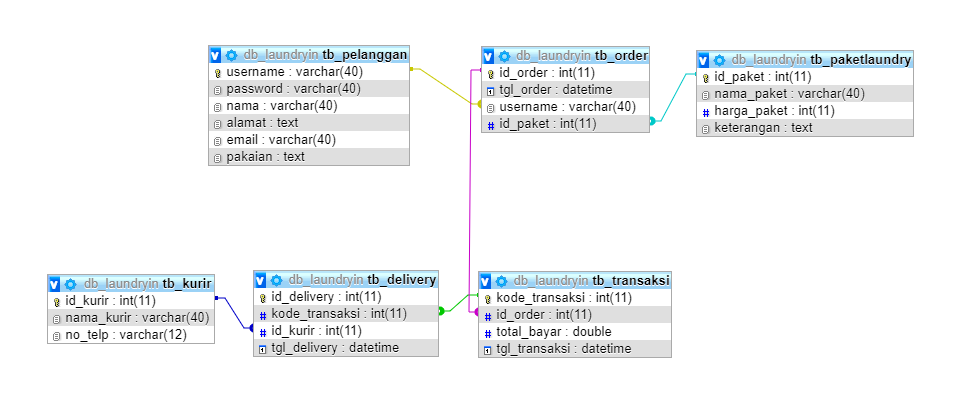 db_laundryin tb_pelanggan
username : varchar(40)
password : varchar(40)
nama : varchar(40)
alamat : text
email : varchar(40)
pakaian : text
db_laundryin tb_order
id_order : int(11)
tgl_order : datetime
username : varchar(40)
id_paket : int(11)
db_laundryin tb_paketlaundry
id_paket : int(11)
nama_paket : varchar(40)
harga_paket : int(11)
keterangan : text
db_laundryin tb_kurir
id_kurir : int(11)
nama_kurir : varchar(40)
no_telp : varchar(12)
db_laundryin tb_delivery
id_delivery : int(11)
kode_transaksi : int(11)
id_kurir : int(11)
tgl_delivery : datetime
db_laundryin tb_transaksi
kode_transaksi : int(11)
id_order : int(11)
total_bayar : double
tgl_transaksi : datetime